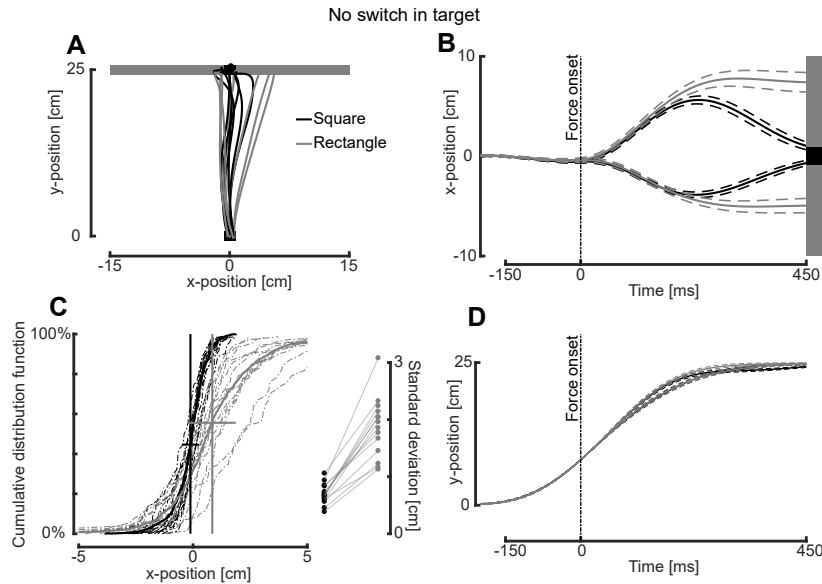 No switch in target
A
25
y-position [cm]
0
Square
Rectangle
-15
0
15
x-position [cm]
B
10
x-position [cm]
0
-10
Force onset
-150
0
450
Time [ms]
C
100%
Cumulative distribution function
0%
-5
0
5
x-position [cm]
3
Standard deviation [cm]
0
D
25
y-position [cm]
0
Force onset
-150
0
450
Time [ms]